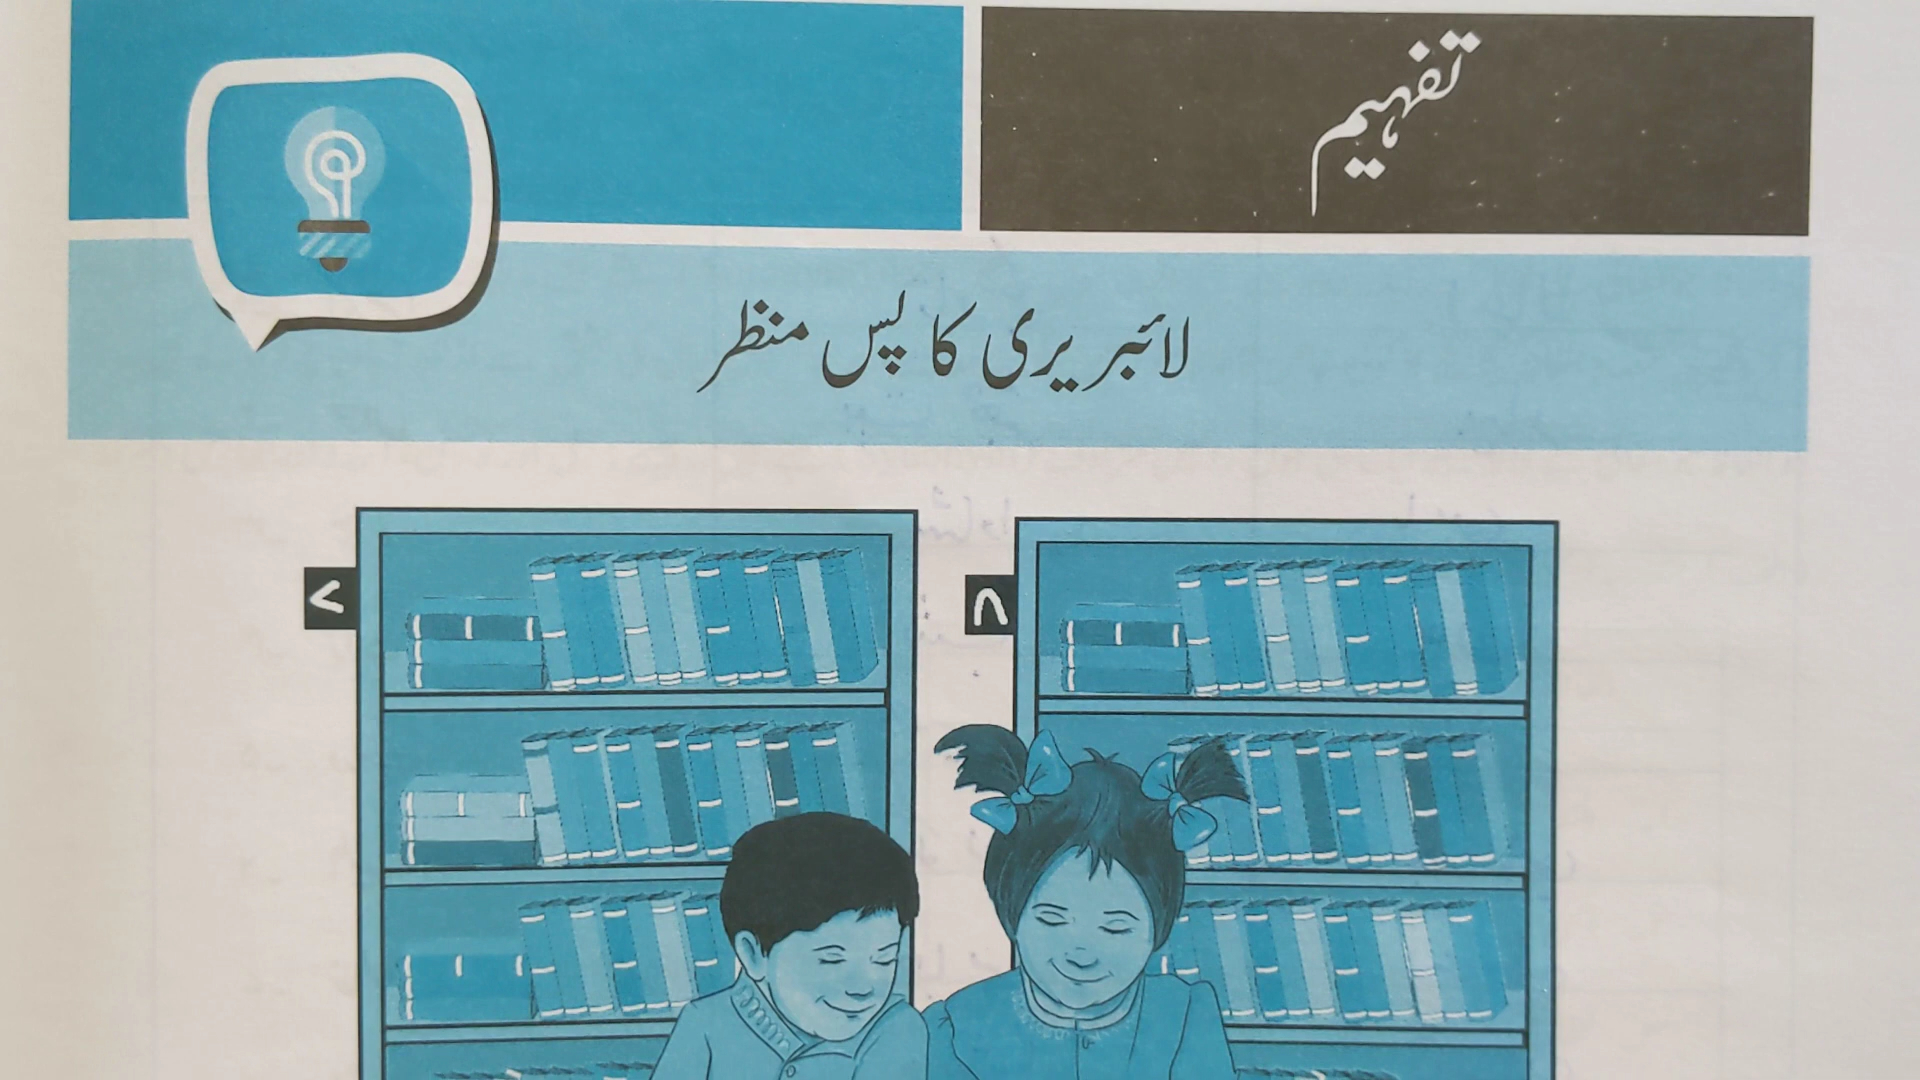 تفہیم
لائبریری کا پس منظر
۸
۷